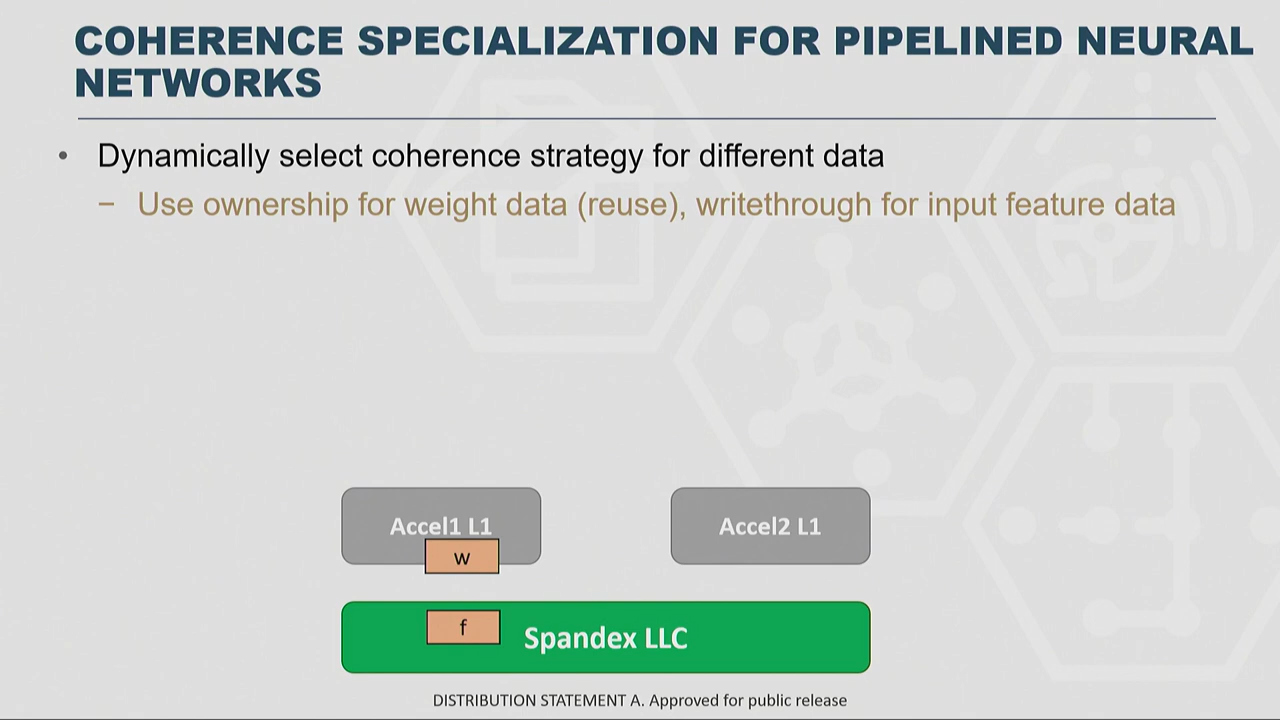 COHERENCE SPECIALIZATION FOR PIPELINED NEURAL
NETWORKS
• Dynamically select coherence strategy for different data
– Use ownership for weight data (reuse), writethrough for input feature data
Accel1 L1
Accel2 L1
w
f
Spandex LLC
DISTRIBUTION STATEMENT A. Approved for public release